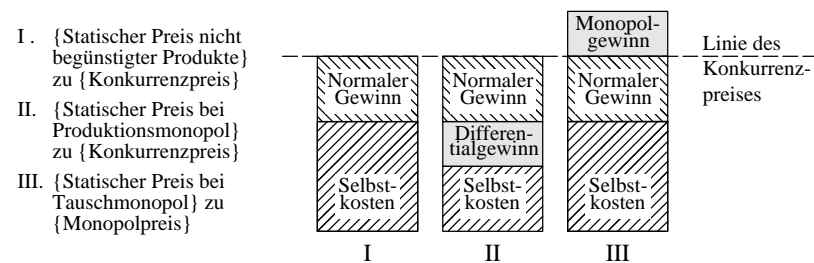 I . {Statischer Preis nicht
begünstigter Produkte}
zu {Konkurrenzpreis}
II. {Statischer Preis bei
Produktionsmonopol}
zu {Konkurrenzpreis}
III. {Statischer Preis bei
Tauschmonopol} zu
{Monopolpreis}
Normaler
Gewinn
Selbst-
kosten
I
Normaler
Gewinn
Differen-
tialgewinn
Selbst-
kosten
II
Monopol-
gewinn
Normaler
Gewinn
Selbst-
kosten
III
Linie des
Konkurrenz-
preises